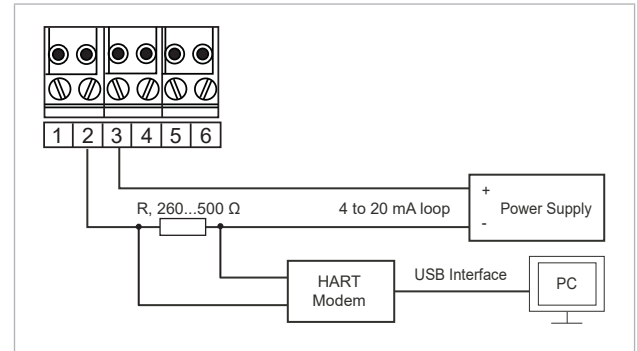 1 2 3 4 5 6
+
R, 260...500 Ω 4 to 20 mA loop Power Supply
-
USB Interface
HART
Modem
PC